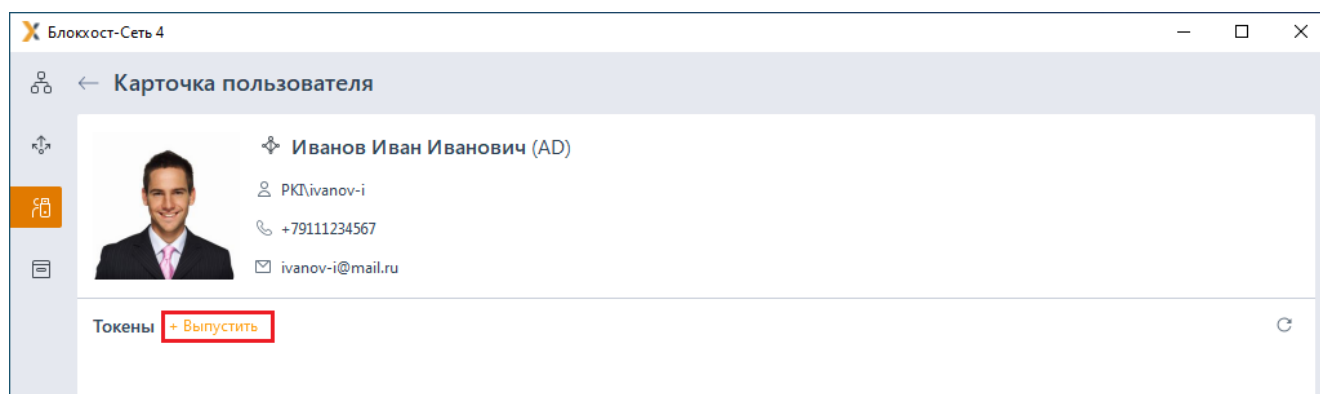 Блокхост-Сеть 4
Карточка пользователя
Иванов Иван Иванович (AD)
PKI\ivanov-i
+79111234567
ivanov-i@mail.ru
Токены + Выпустить